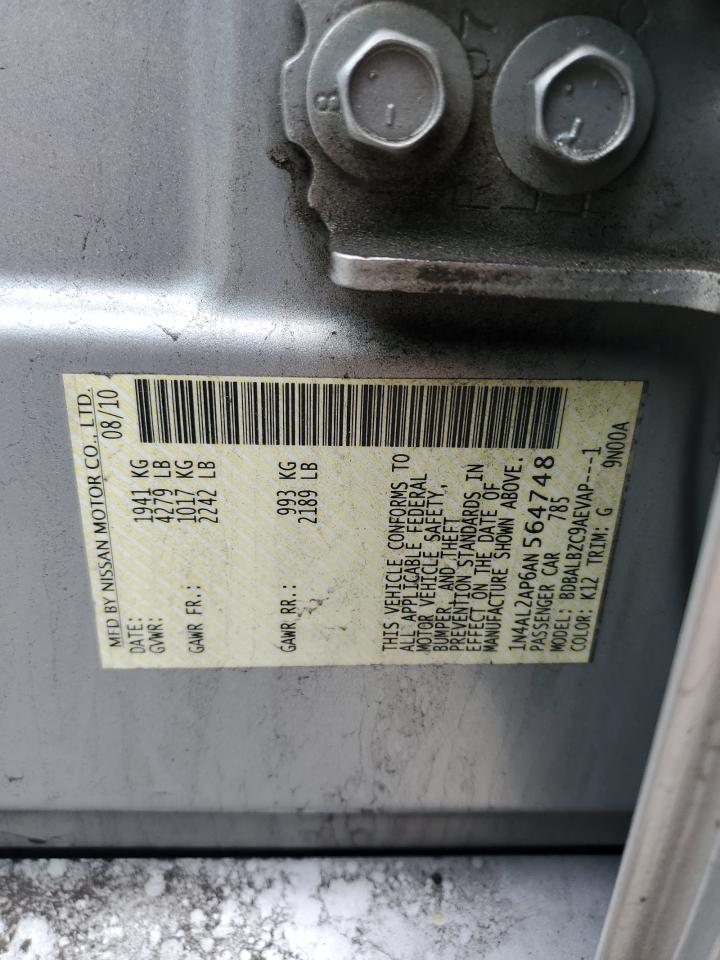 MFD BY NISSAN MOTOR CO., LTD.
DATE: 08/10
GVWR: 1941 KG
4279 LB
GAWR FR.: 1017 KG
2242 LB
GAWR RR.: 993 KG
2189 LB
THIS VEHICLE CONFORMS TO
ALL APPLICABLE FEDERAL
MOTOR VEHICLE SAFETY,
BUMPER, AND THEFT
PREVENTION STANDARDS IN
EFFECT ON THE DATE OF
MANUFACTURE SHOWN ABOVE.
1N4AL2AP6AN564748
PASSENGER CAR 785
MODEL: BDBALBZC9AEVAP---1
COLOR: K12 TRIM: G 9N00A
8